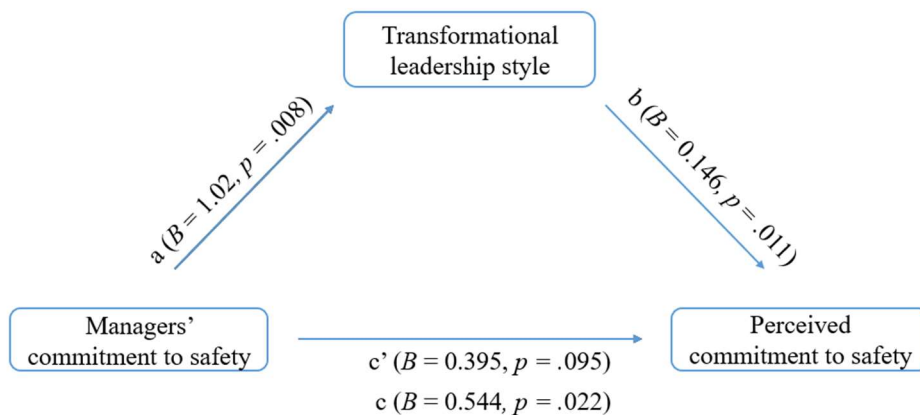 Transformational
leadership style
a (B = 1.02, p = .008)
b (B = 0.146, p = .011)
Managers’
commitment to safety
Perceived
commitment to safety
c’ (B = 0.395, p = .095)
c (B = 0.544, p = .022)